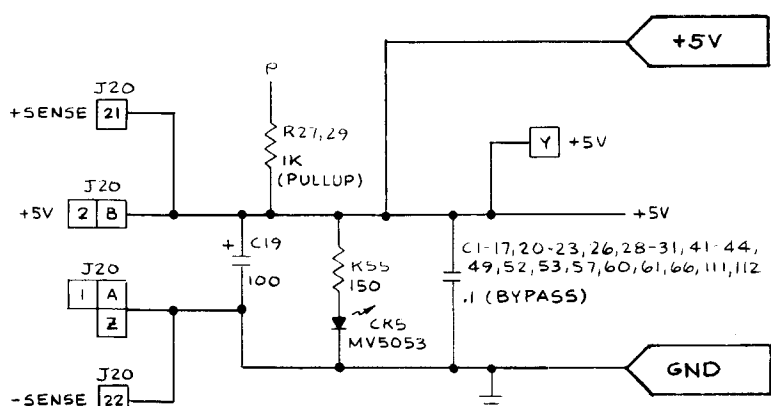 +5V
P
J20
+SENSE 21
R27,29
1K
(PULLUP)
Y +5V
J20
+5V 2 B
+5V
+ C19
100
R55
150
C1-17,20-23,26,28-31,41-44,
49,52,53,57,60,61,66,111,112
.1 (BYPASS)
J20
1 A
Z
CR5
MV5053
GND
J20
-SENSE 22